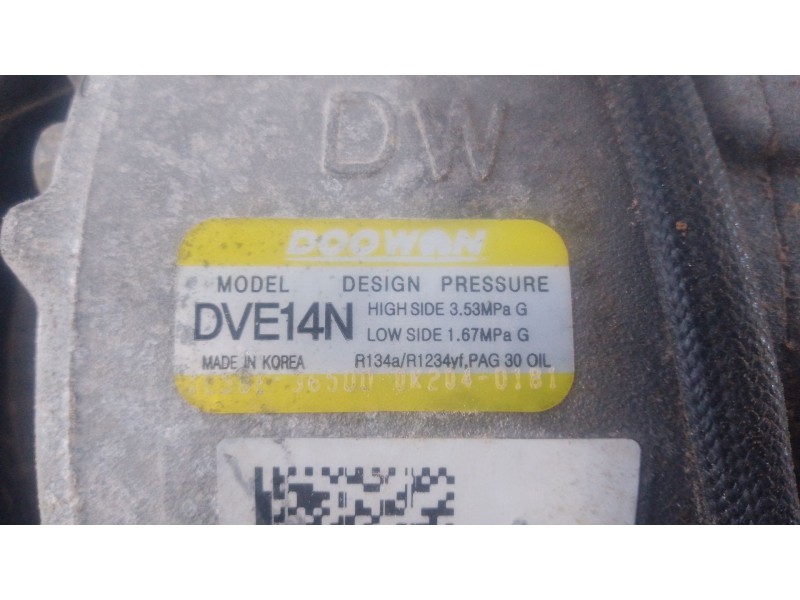 DW
DOOWON
MODEL DESIGN PRESSURE
DVE14N HIGH SIDE 3.53MPa G
LOW SIDE 1.67MPa G
MADE IN KOREA R134a/R1234yf,PAG 30 OIL